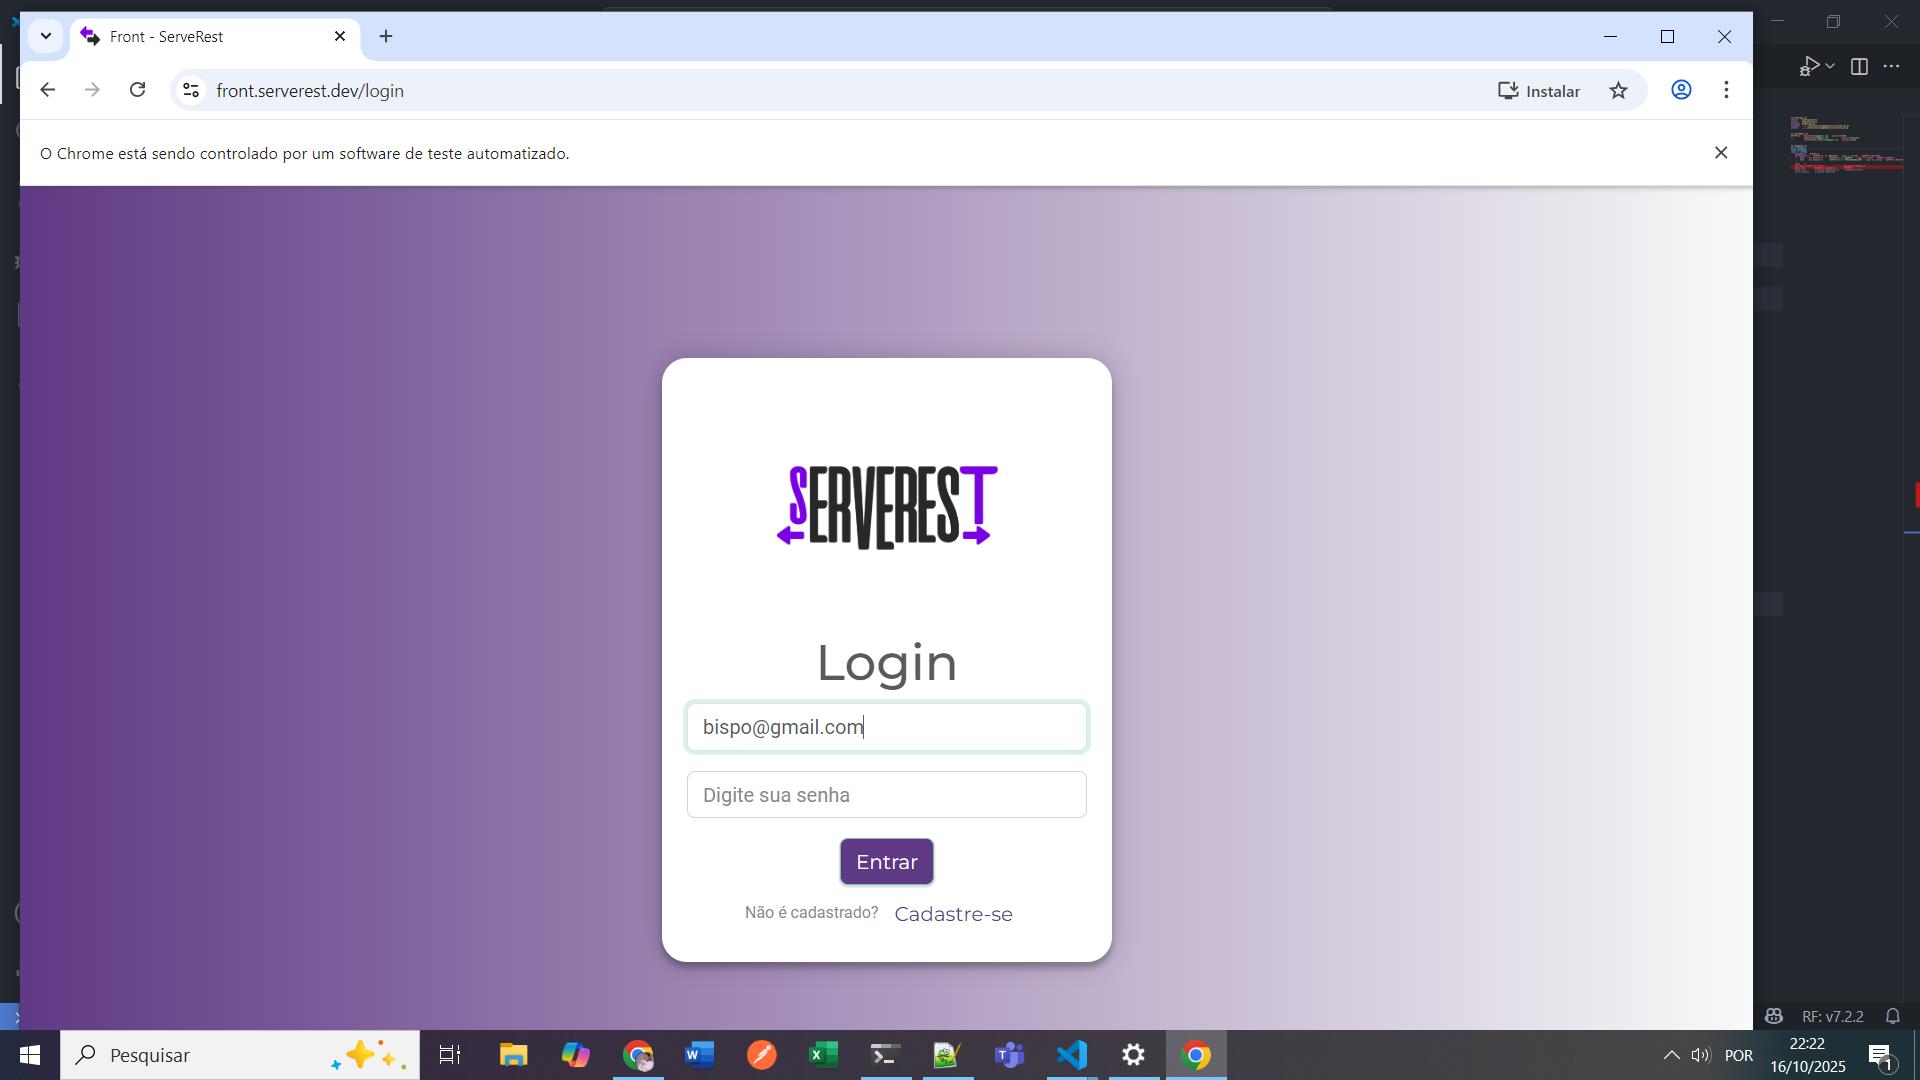 Front - ServeRest
front.serverest.dev/login
Instalar
O Chrome está sendo controlado por um software de teste automatizado.
SERVEREST
Login
bispo@gmail.com
Digite sua senha
Entrar
Não é cadastrado? Cadastre-se
RF: v7.2.2
Pesquisar
POR
22:22
16/10/2025
1